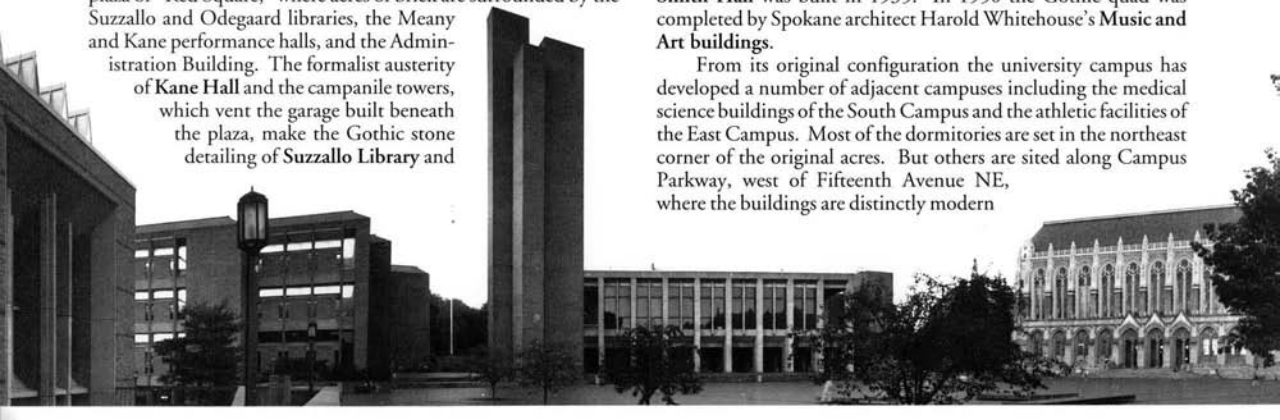 Suzzallo and Odegaard libraries, the Meany
and Kane performance halls, and the Admin-
istration Building. The formalist austerity
of Kane Hall and the campanile towers,
which vent the garage built beneath
the plaza, make the Gothic stone
detailing of Suzzallo Library and
completed by Spokane architect Harold Whitehouse's Music and
Art buildings.
From its original configuration the university campus has
developed a number of adjacent campuses including the medical
science buildings of the South Campus and the athletic facilities of
the East Campus. Most of the dormitories are set in the northeast
corner of the original acres. But others are sited along Campus
Parkway, west of Fifteenth Avenue NE,
where the buildings are distinctly modern